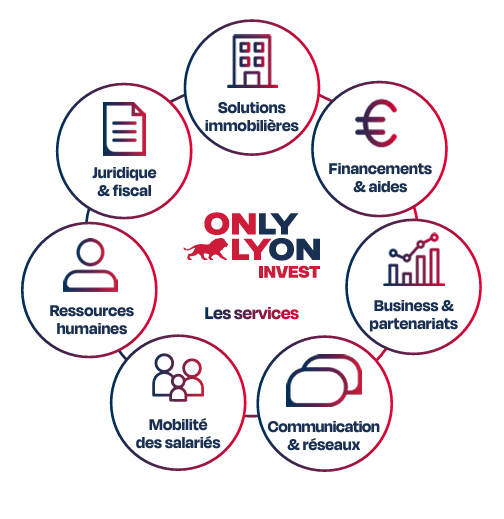 Solutions
immobilières
Financements
& aides
Business &
partenariats
Communication
& réseaux
Mobilité
des salariés
Ressources
humaines
Juridique
& fiscal
ONLY
LYON
INVEST
Les services